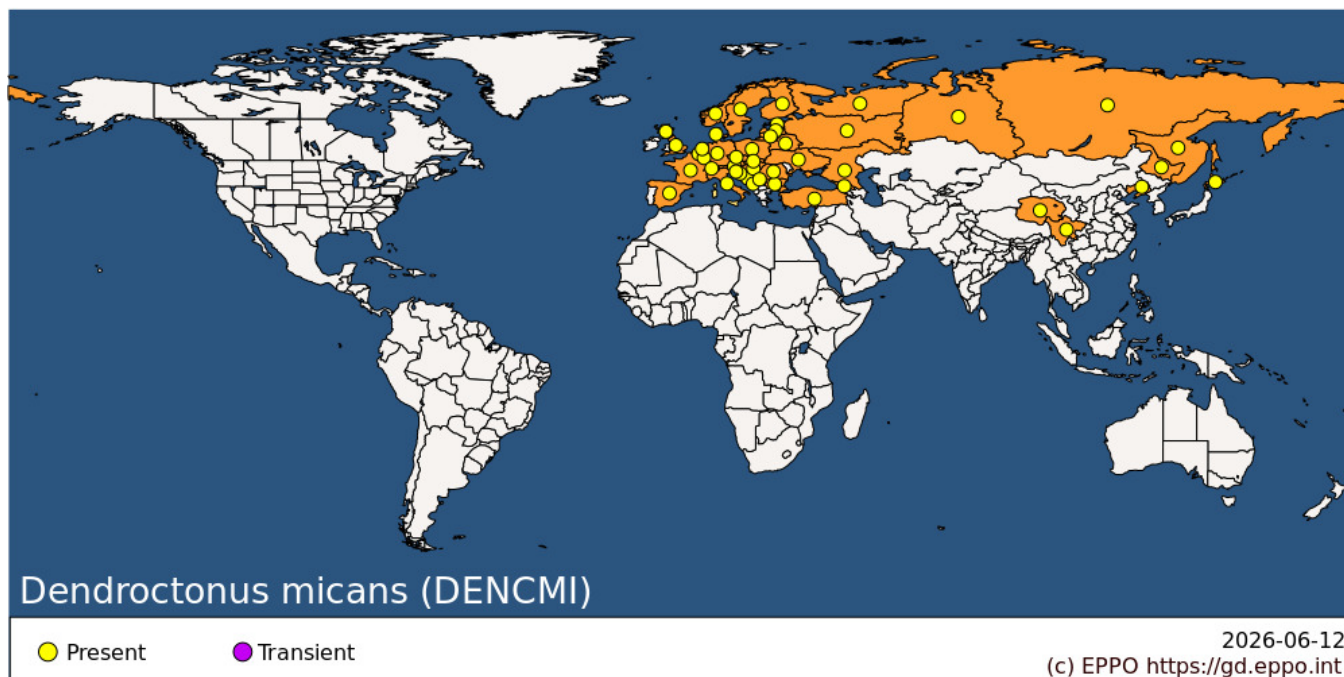 Dendroctonus micans (DENCMI)
Present
Transient
2026-06-12
(c) EPPO https://gd.eppo.int